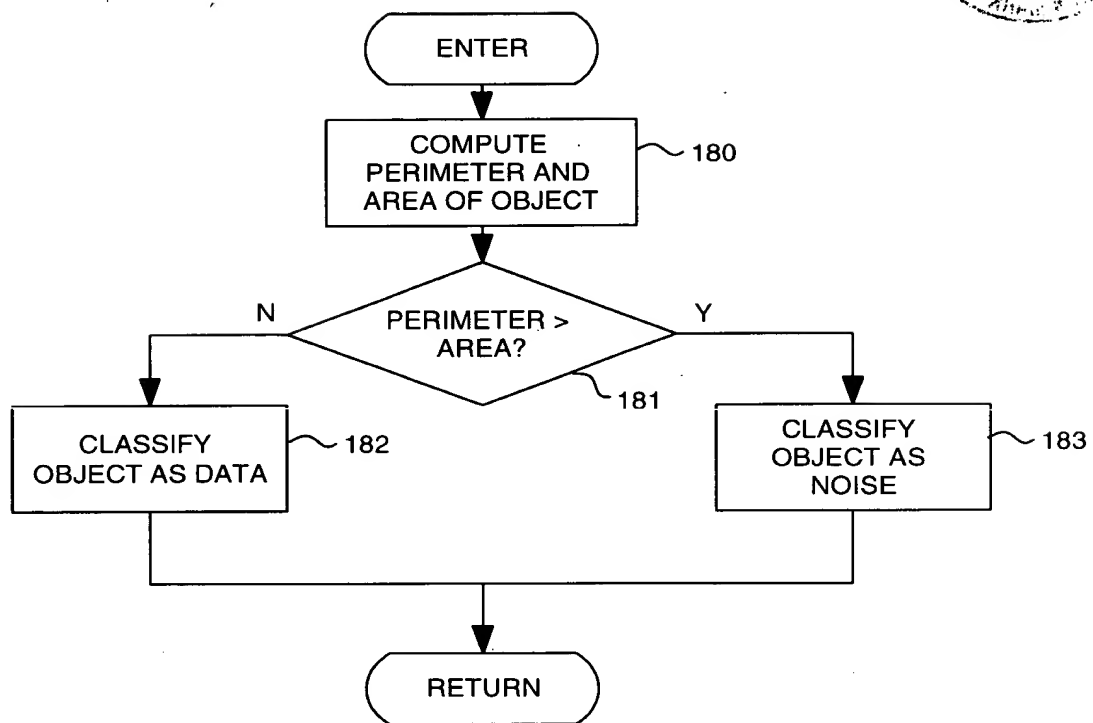 ENTER
COMPUTE
PERIMETER AND
AREA OF OBJECT
180
PERIMETER >
AREA?
N
Y
181
CLASSIFY
OBJECT AS DATA
182
CLASSIFY
OBJECT AS
NOISE
183
RETURN